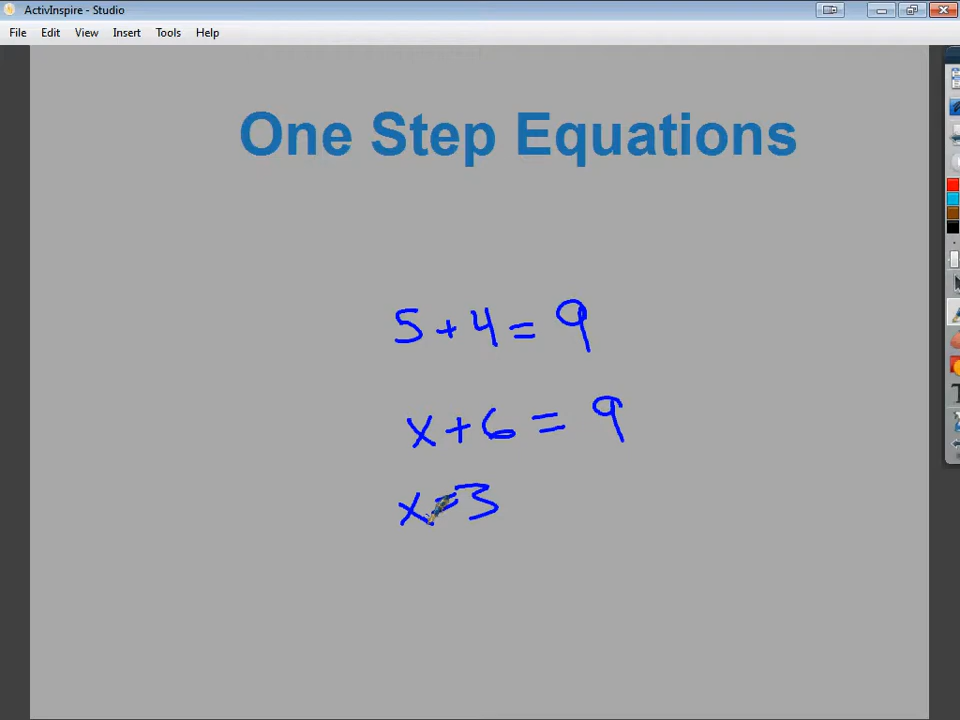 ActivInspire - Studio
File Edit View Insert Tools Help
One Step Equations
5+4=9
x+6=9
x=3